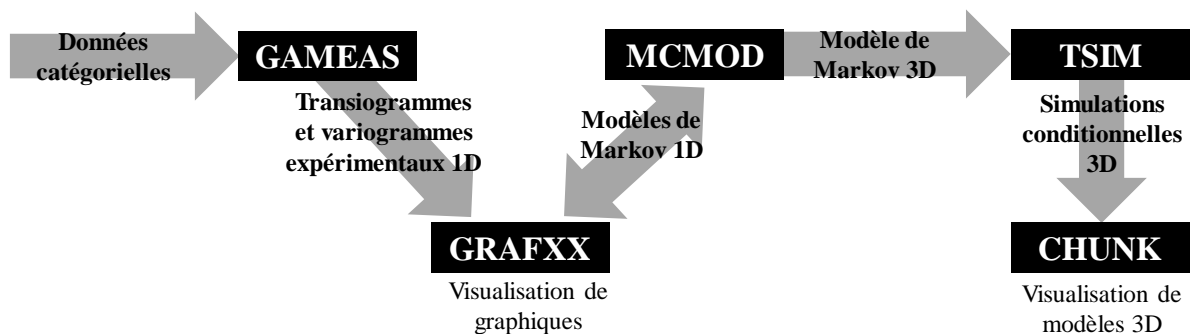 Données
catégorielles
GAMEAS
Transiogrammes
et variogrammes
expérimentaux 1D
GRAFXX
Visualisation de
graphiques
Modèles de
Markov 1D
MCMOD
Modèle de
Markov 3D
TSIM
Simulations
conditionnelles
3D
CHUNK
Visualisation de
modèles 3D